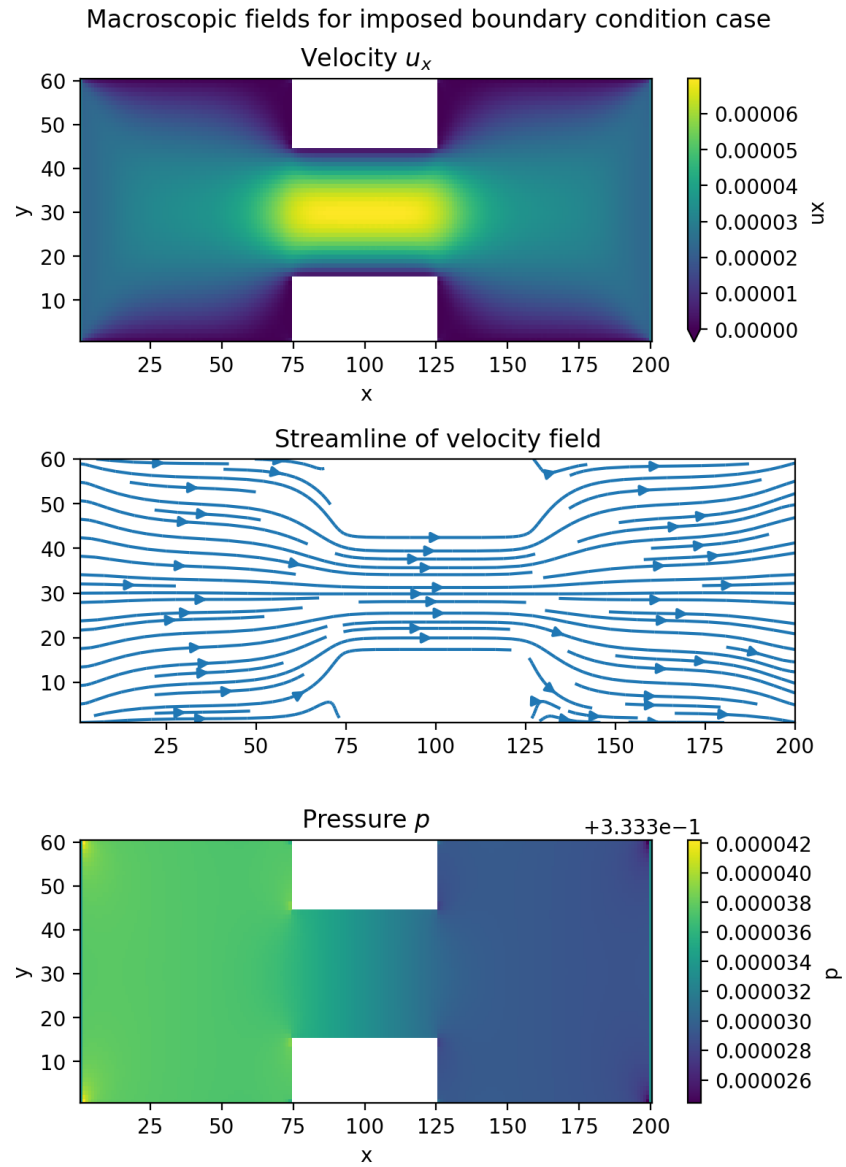 Macroscopic fields for imposed boundary condition case
Velocity u_x
60
50
40
30
20
10
y
25 50 75 100 125 150 175 200
x
0.00006
0.00005
0.00004
0.00003
0.00002
0.00001
0.00000
ux
Streamline of velocity field
60
50
40
30
20
10
25 50 75 100 125 150 175 200
Pressure p
+3.333e−1
60
50
40
30
20
10
y
25 50 75 100 125 150 175 200
x
0.000042
0.000040
0.000038
0.000036
0.000034
0.000032
0.000030
0.000028
0.000026
p